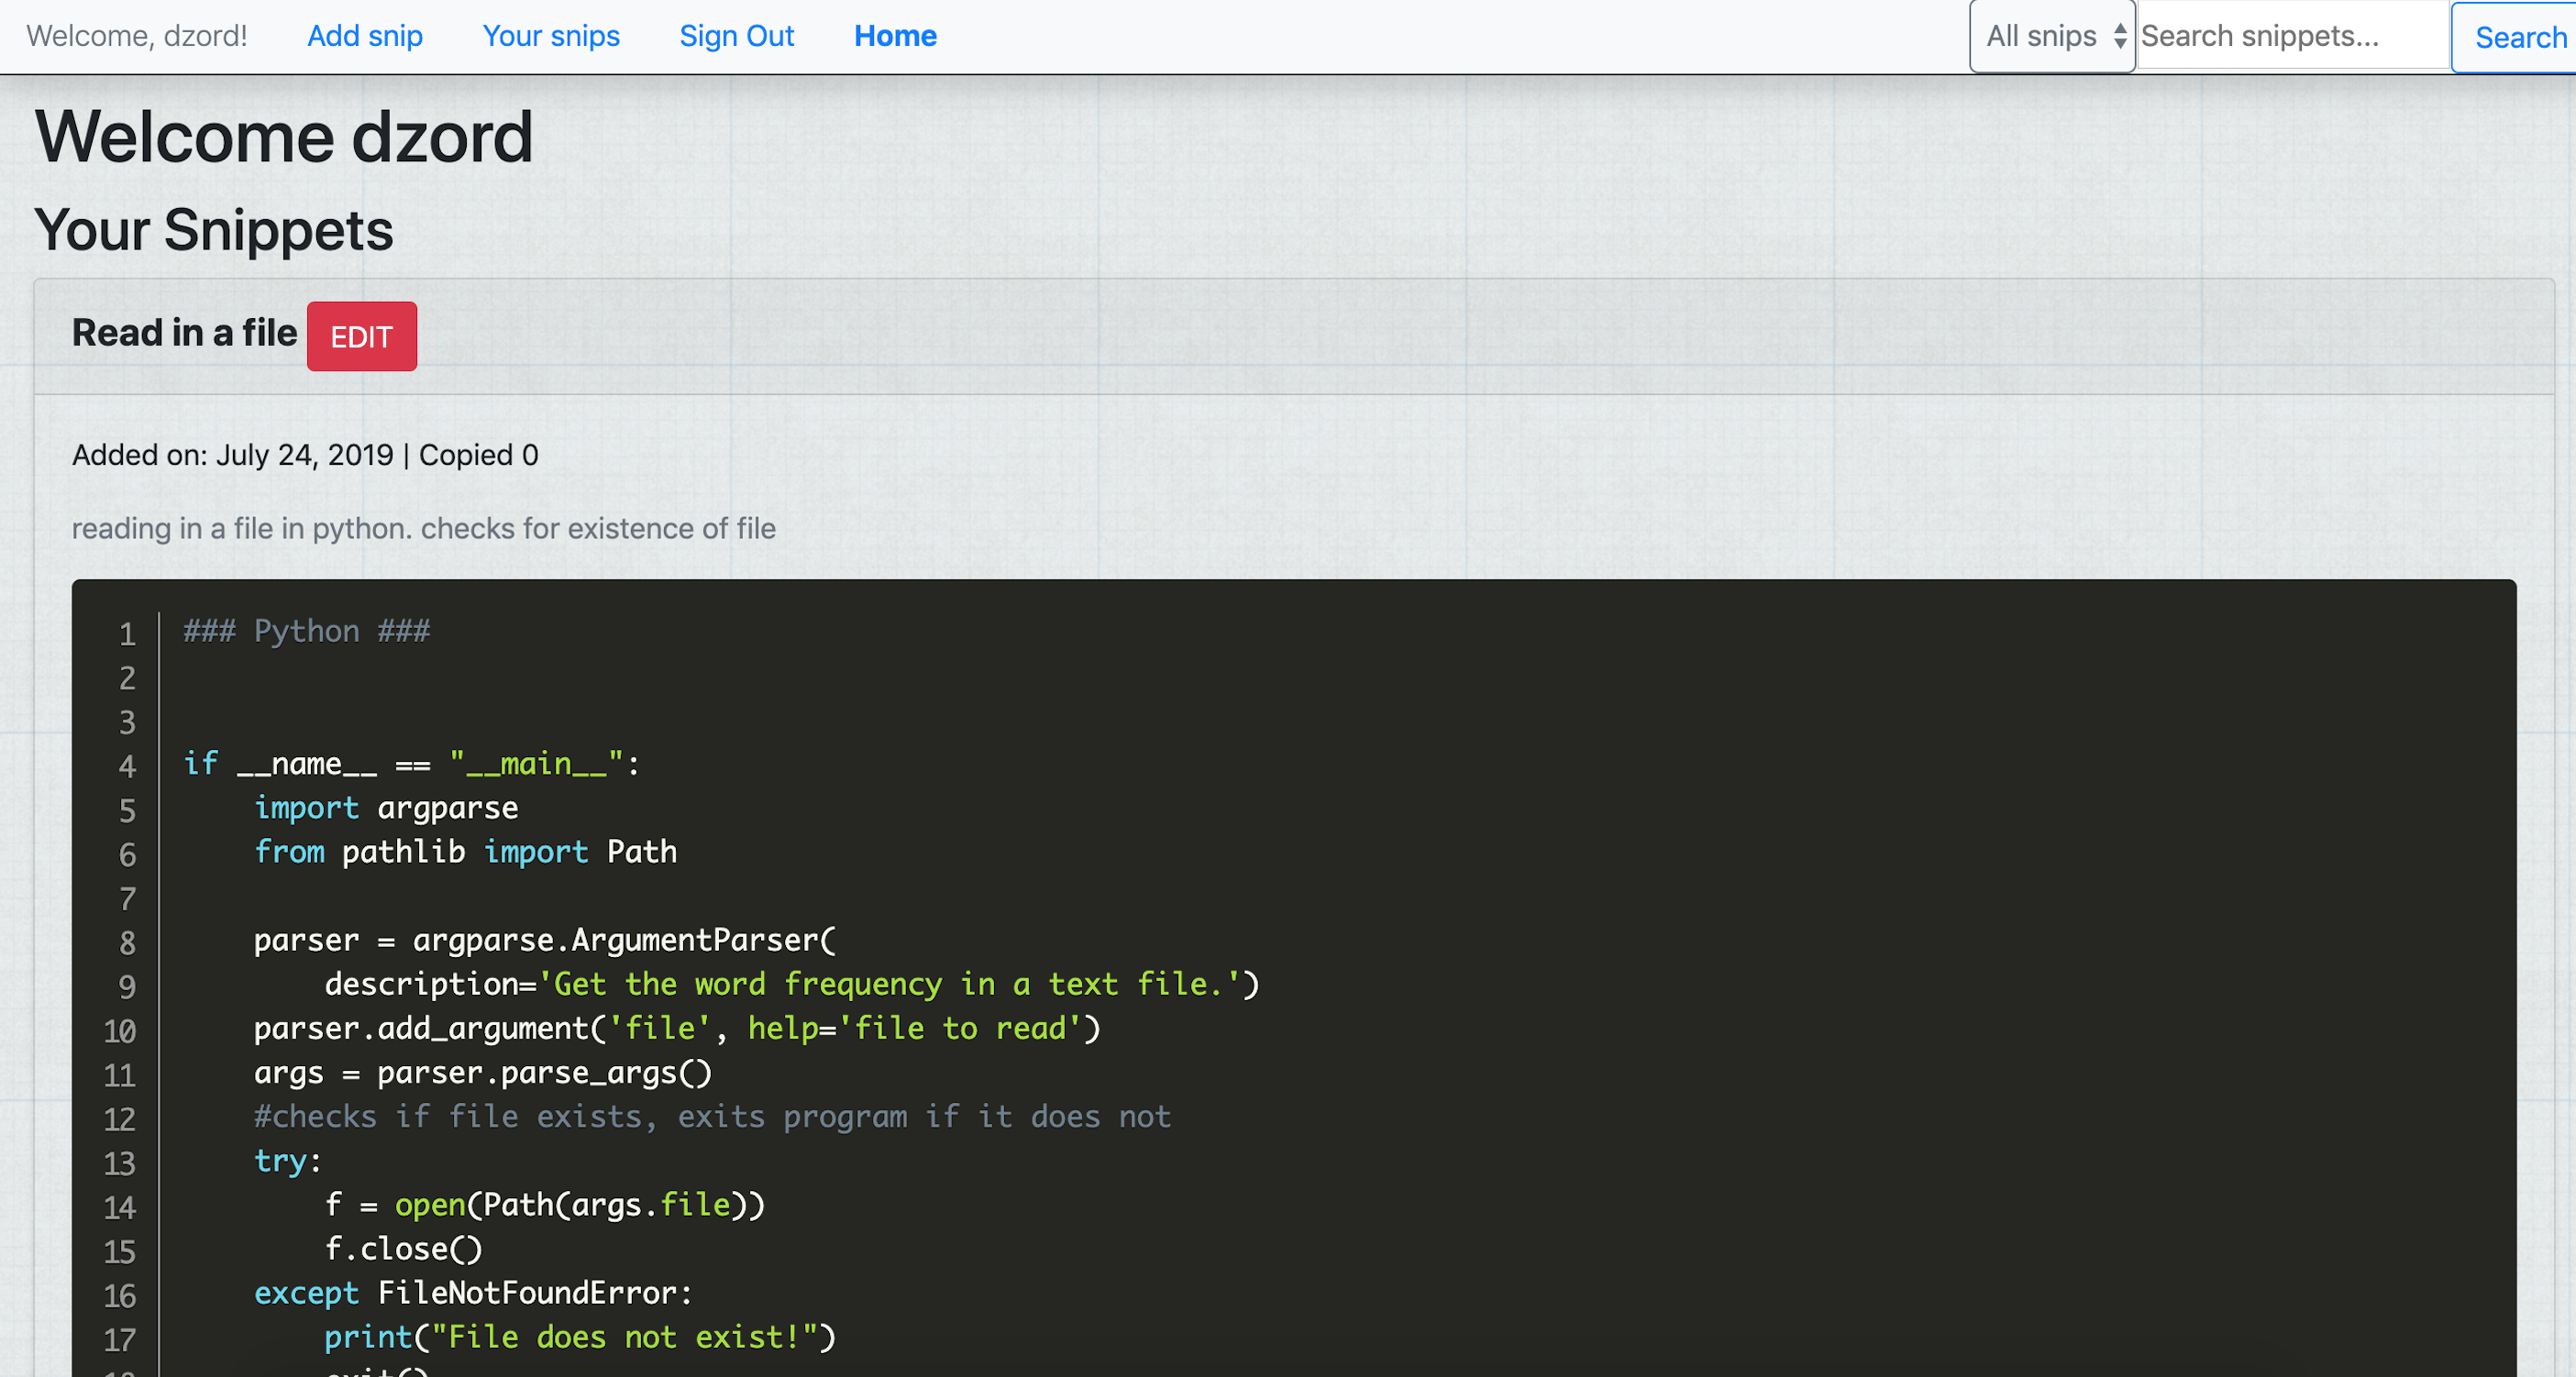 Welcome, dzord! Add snip Your snips Sign Out Home All snips Search snippets... Search
Welcome dzord
Your Snippets
Read in a file EDIT
Added on: July 24, 2019 | Copied 0
reading in a file in python. checks for existence of file
1 ### Python ###
2
3
4 if __name__ == "__main__":
5     import argparse
6     from pathlib import Path
7
8     parser = argparse.ArgumentParser(
9         description='Get the word frequency in a text file.')
10     parser.add_argument('file', help='file to read')
11     args = parser.parse_args()
12     #checks if file exists, exits program if it does not
13     try:
14         f = open(Path(args.file))
15         f.close()
16     except FileNotFoundError:
17         print("File does not exist!")
18         exit()